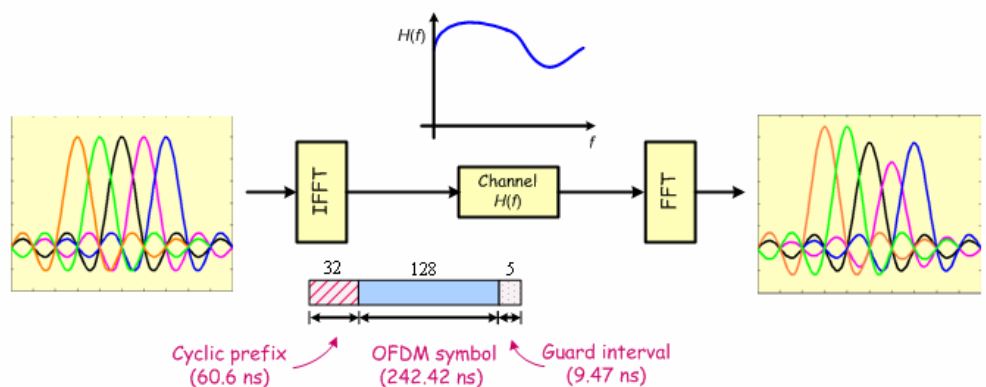 H(f)
f
IFFT
Channel
H(f)
FFT
32 128 5
Cyclic prefix
(60.6 ns)
OFDM symbol
(242.42 ns)
Guard interval
(9.47 ns)